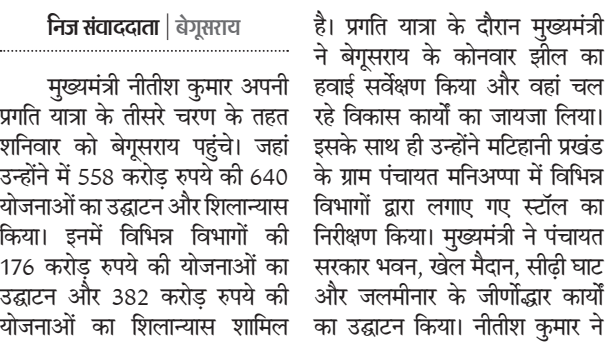 निज संवाददाता | बेगूसराय
मुख्यमंत्री नीतीश कुमार अपनी
प्रगति यात्रा के तीसरे चरण के तहत
शनिवार को बेगूसराय पहुंचे। जहां
उन्होंने में 558 करोड़ रुपये की 640
योजनाओं का उद्घाटन और शिलान्यास
किया। इनमें विभिन्न विभागों की
176 करोड़ रुपये की योजनाओं का
उद्घाटन और 382 करोड़ रुपये की
योजनाओं का शिलान्यास शामिल
है। प्रगति यात्रा के दौरान मुख्यमंत्री
ने बेगूसराय के कोनवार झील का
हवाई सर्वेक्षण किया और वहां चल
रहे विकास कार्यों का जायजा लिया।
इसके साथ ही उन्होंने मटिहानी प्रखंड
के ग्राम पंचायत मनिअप्पा में विभिन्न
विभागों द्वारा लगाए गए स्टॉल का
निरीक्षण किया। मुख्यमंत्री ने पंचायत
सरकार भवन, खेल मैदान, सीढ़ी घाट
और जलमीनार के जीर्णोद्धार कार्यों
का उद्घाटन किया। नीतीश कुमार ने